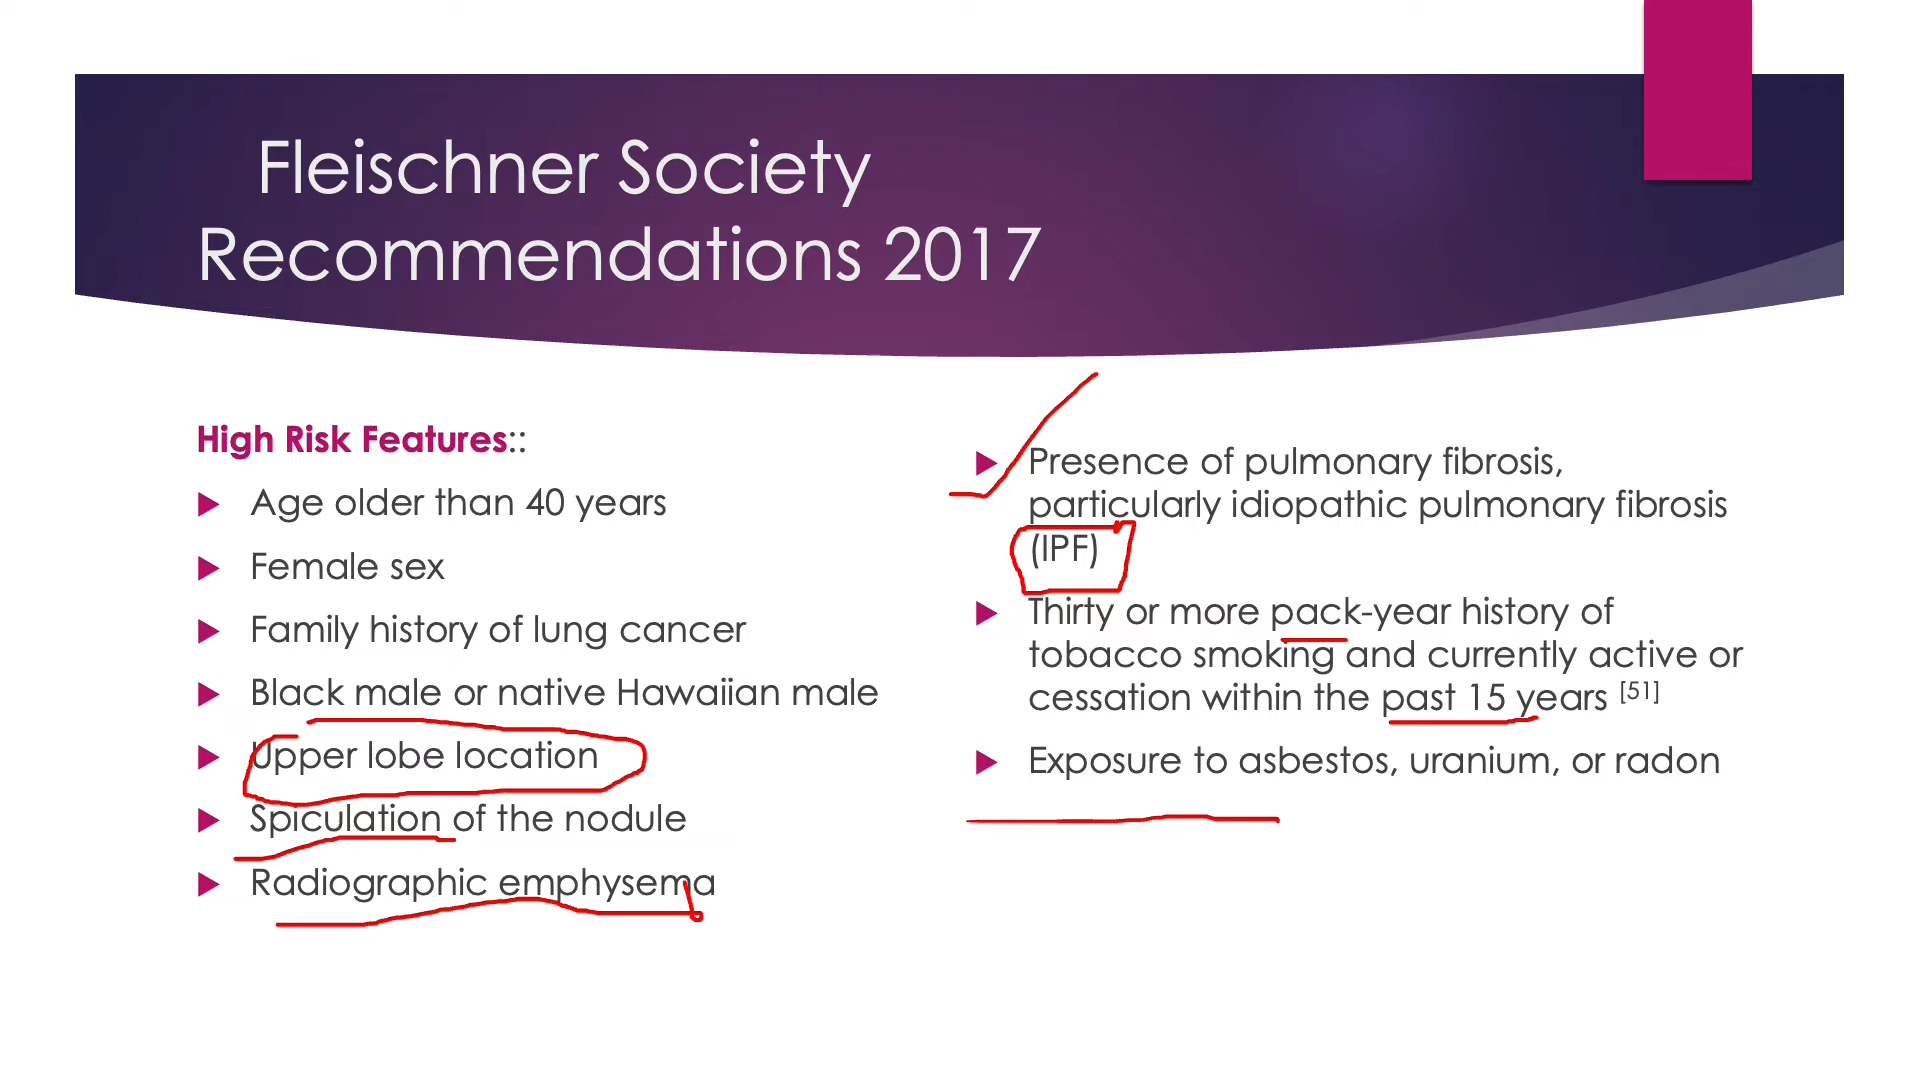 Fleischner Society
Recommendations 2017
High Risk Features::
Age older than 40 years
Female sex
Family history of lung cancer
Black male or native Hawaiian male
Upper lobe location
Spiculation of the nodule
Radiographic emphysema
Presence of pulmonary fibrosis,
particularly idiopathic pulmonary fibrosis
(IPF)
Thirty or more pack-year history of
tobacco smoking and currently active or
cessation within the past 15 years [51]
Exposure to asbestos, uranium, or radon